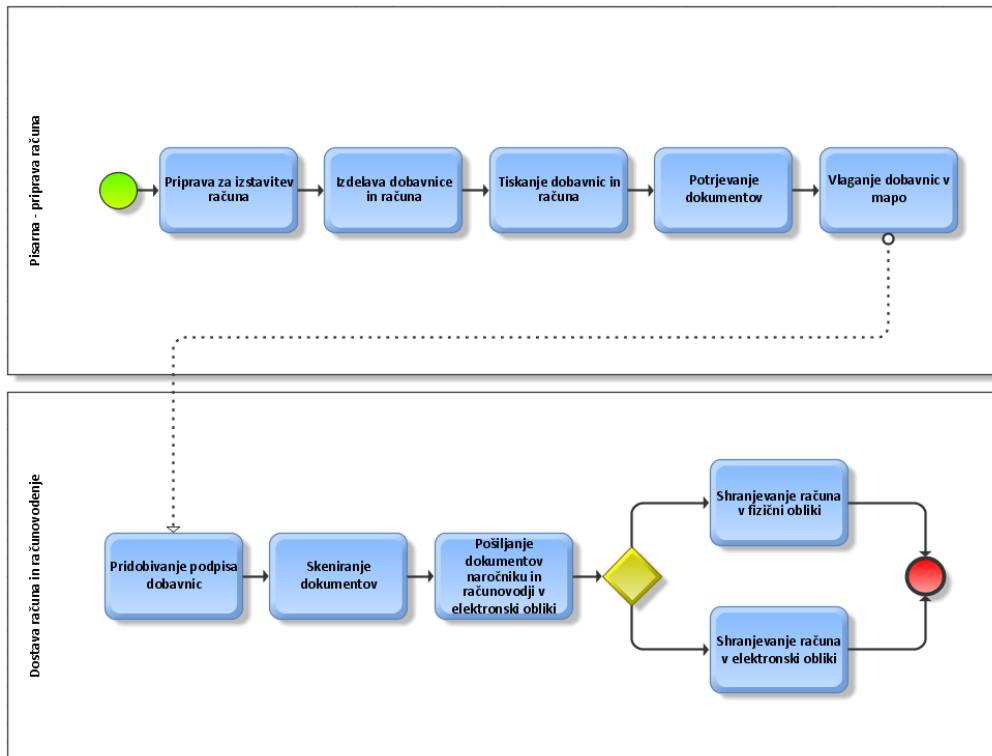 Pisarna - priprava računa
Priprava za izstavitev
računa
Izdelava dobavnice
in računa
Tiskanje dobavnic in
računa
Potrjevanje
dokumentov
Vlaganje dobavnic v
mapo
Dostava računa in računovodenje
Pridobivanje podpisa
dobavnic
Skeniranje
dokumentov
Pošiljanje
dokumentov
naročniku in
računovodji v
elektronski obliki
Shranjevanje računa
v fizični obliki
Shranjevanje računa
v elektronski obliki